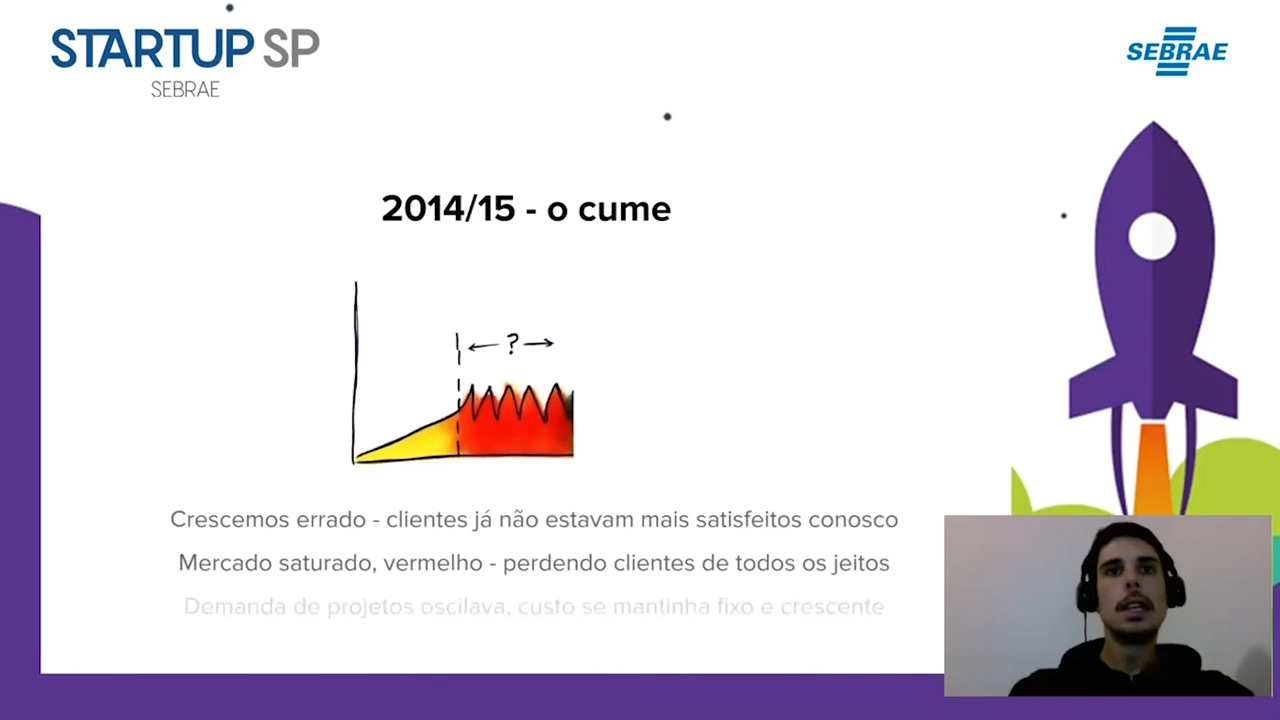 STARTUP SP
SEBRAE
SEBRAE
2014/15 - o cume
?
Crescemos errado - clientes já não estavam mais satisfeitos conosco
Mercado saturado, vermelho - perdendo clientes de todos os jeitos
Demanda de projetos oscilava, custo se mantinha fixo e crescente